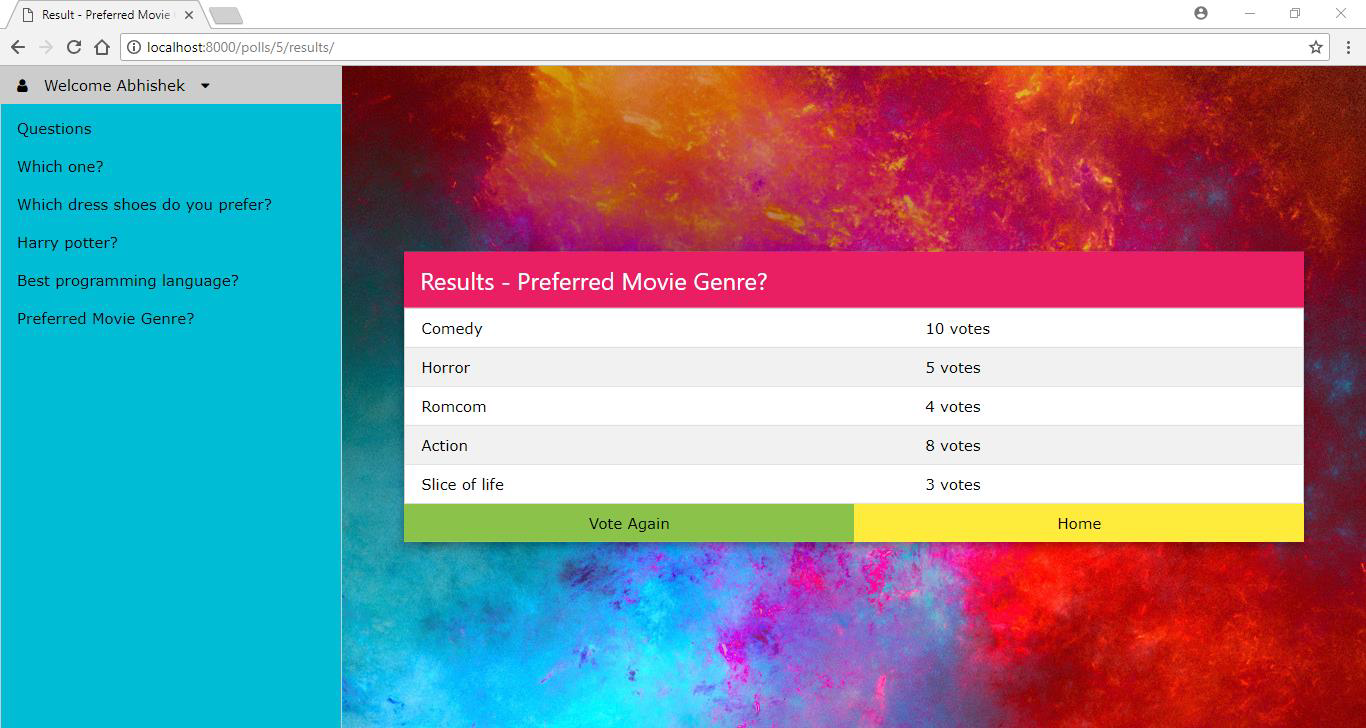 Result - Preferred Movie
localhost:8000/polls/5/results/
Welcome Abhishek
Questions
Which one?
Which dress shoes do you prefer?
Harry potter?
Best programming language?
Preferred Movie Genre?
Results - Preferred Movie Genre?
Comedy 10 votes
Horror 5 votes
Romcom 4 votes
Action 8 votes
Slice of life 3 votes
Vote Again Home